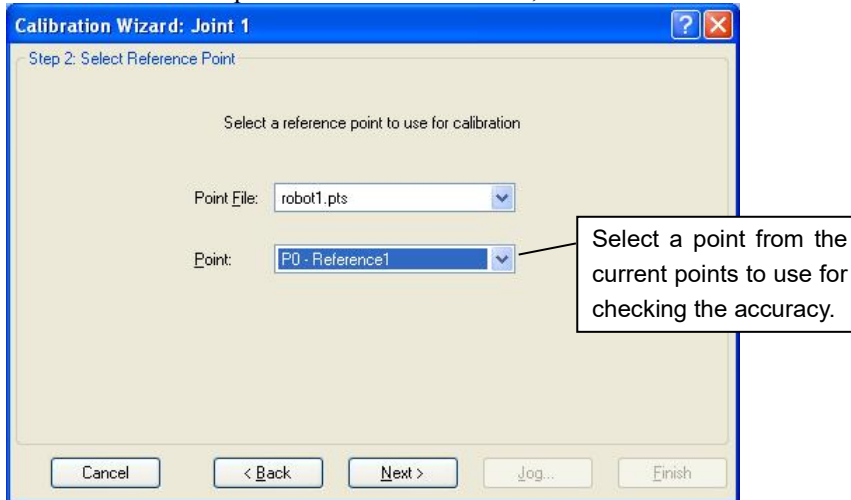 Calibration Wizard: Joint 1
Step 2: Select Reference Point
Select a reference point to use for calibration
Point File: robot1.pts
Point: P0 - Reference1
Select a point from the
current points to use for
checking the accuracy.
Cancel < Back Next > Jog... Finish